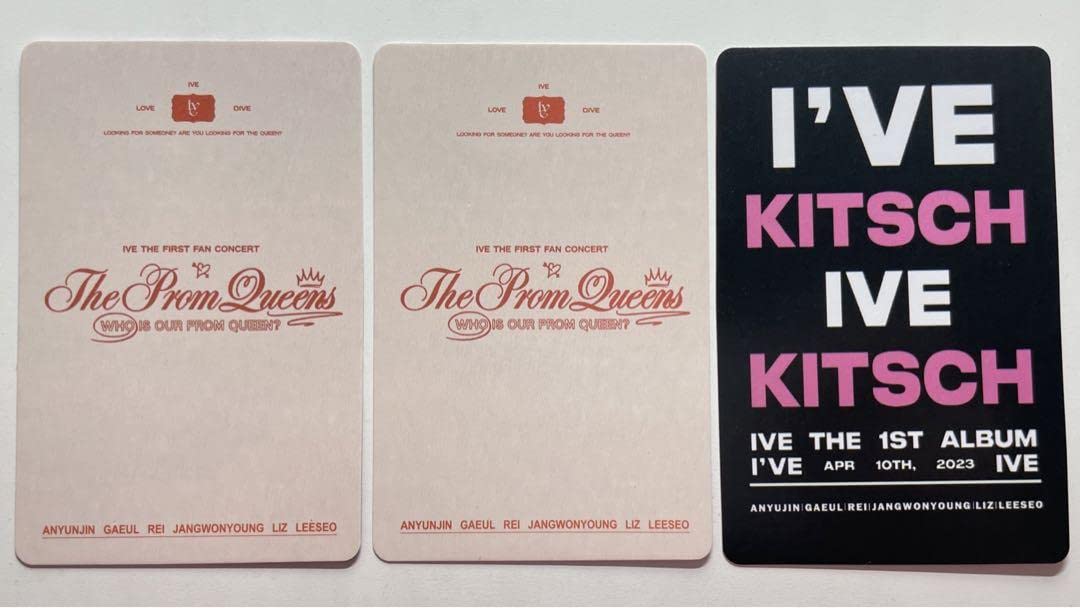 IVE
LOVE IVE DIVE
LOOKING FOR SOMEONE? ARE YOU LOOKING FOR THE QUEEN?
IVE THE FIRST FAN CONCERT
The Prom Queens
WHO IS OUR PROM QUEEN?
ANYUNJIN GAEUL REI JANGWONYOUNG LIZ LEESEO
IVE
LOVE IVE DIVE
LOOKING FOR SOMEONE? ARE YOU LOOKING FOR THE QUEEN?
IVE THE FIRST FAN CONCERT
The Prom Queens
WHO IS OUR PROM QUEEN?
ANYUNJIN GAEUL REI JANGWONYOUNG LIZ LEESEO
I'VE
KITSCH
IVE
KITSCH
IVE THE 1ST ALBUM
I'VE APR 10TH, 2023 IVE
ANYUJIN|GAEUL|REI|JANGWONYOUNG|LIZ|LEESEO